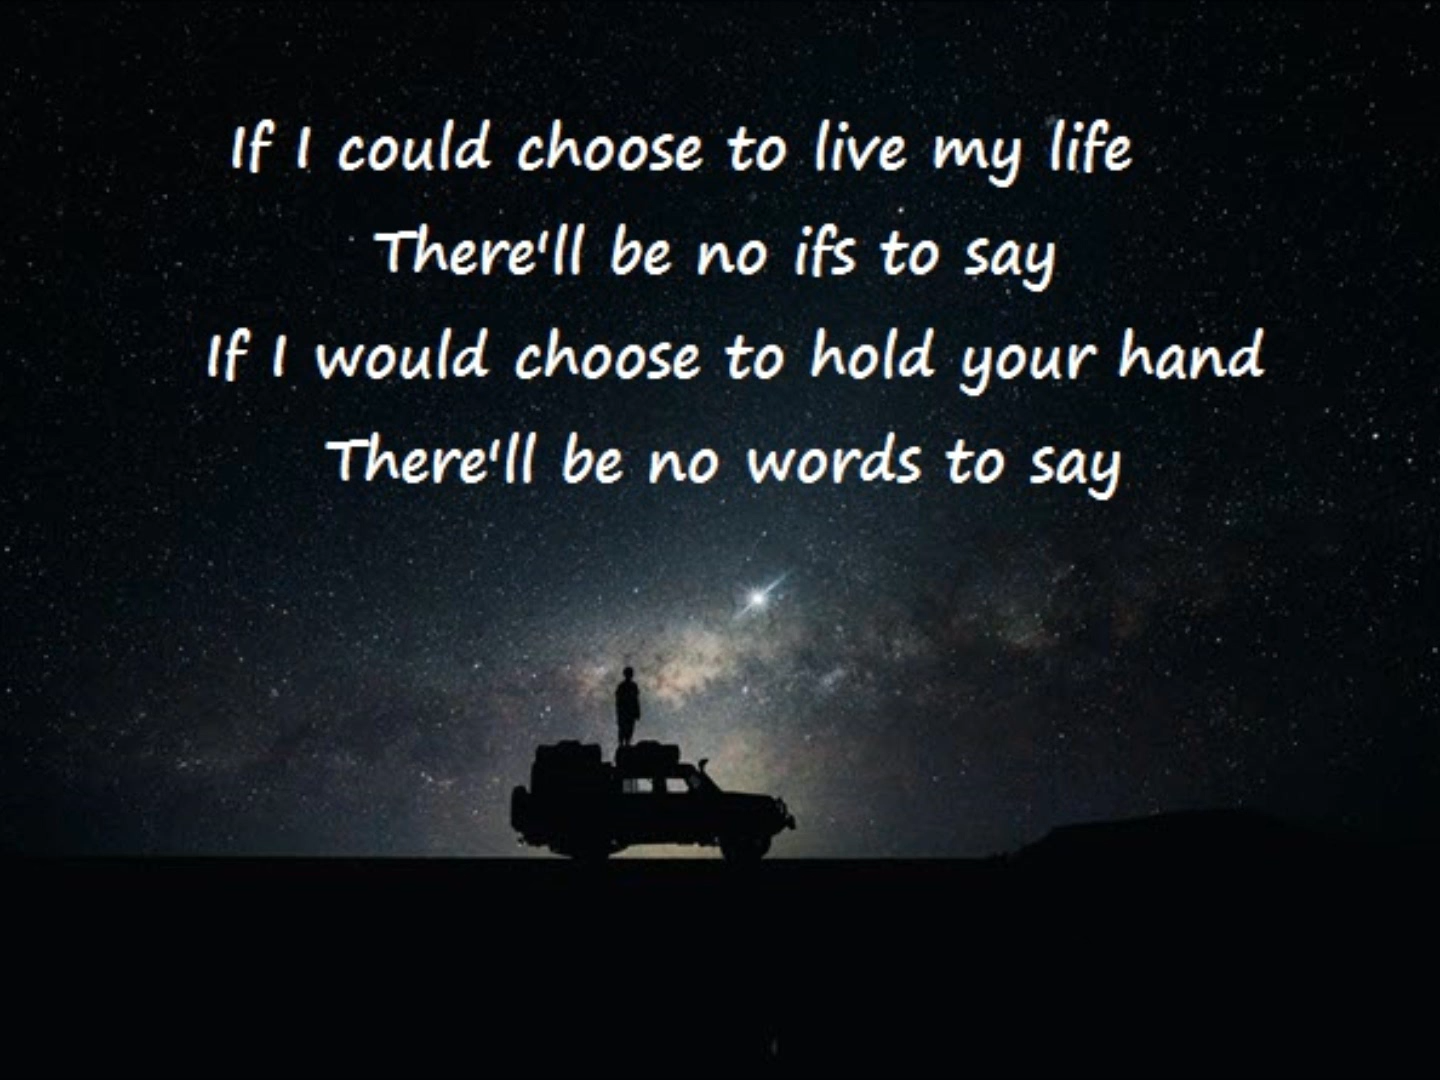 If I could choose to live my life
There'll be no ifs to say
If I would choose to hold your hand
There'll be no words to say